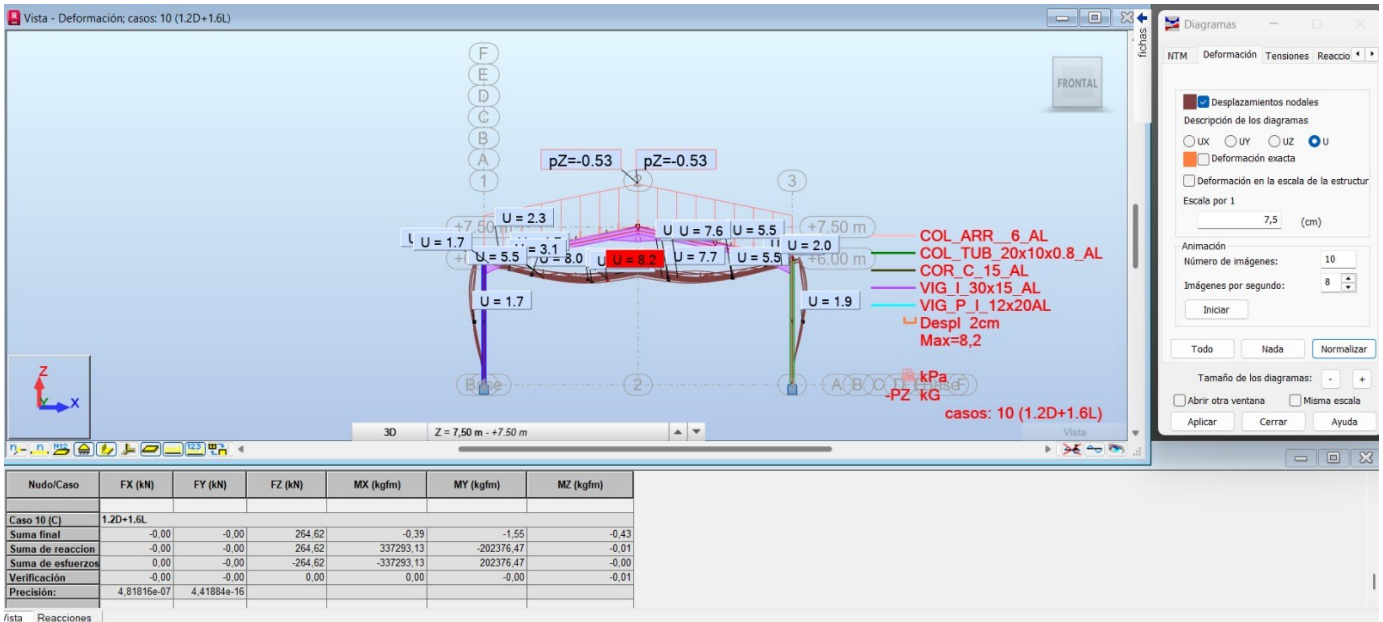 Vista - Deformación; casos: 10 (1.2D+1.6L)
fichas
FRONTAL
F
E
D
C
B
A
1
2
3
pZ=-0.53 pZ=-0.53
+7,50 m
+7,50 m
+6,00 m
U = 2.3
U = 1.7
U = 3.1
U = 5.5
U = 8.0
U = 8.2
U = 7.6
U = 5.5
U = 7.7
U = 5.5
U = 2.0
U = 1.7
U = 1.9
COL_ARR__6_AL
COL_TUB_20x10x0.8_AL
COR_C_15_AL
VIG_I_30x15_AL
VIG_P_I_12x20AL
Despl 2cm
Max=8,2
kPa
-PZ kG
casos: 10 (1.2D+1.6L)
Base
2
A B C D E F
Z
Y
X
3D Z = 7,50 m - +7.50 m
Vista
Diagramas
NTM Deformación Tensiones Reaccio
Desplazamientos nodales
Descripción de los diagramas
UX UY UZ U
Deformación exacta
Deformación en la escala de la estructur
Escala por 1
7,5 (cm)
Animación
Número de imágenes: 10
Imágenes por segundo: 8
Iniciar
Todo Nada Normalizar
Tamaño de los diagramas: - +
Abrir otra ventana Misma escala
Aplicar Cerrar Ayuda
Nudo/Caso FX (kN) FY (kN) FZ (kN) MX (kgfm) MY (kgfm) MZ (kgfm)
Caso 10 (C) 1.2D+1.6L
Suma final -0,00 -0,00 264,62 -0,39 -1,55 -0,43
Suma de reaccion -0,00 -0,00 264,62 337293,13 -202376,47 -0,01
Suma de esfuerzos 0,00 -0,00 -264,62 -337293,13 202376,47 -0,00
Verificación -0,00 -0,00 0,00 0,00 -0,00 -0,01
Precisión: 4,81816e-07 4,41884e-16
Vista Reacciones